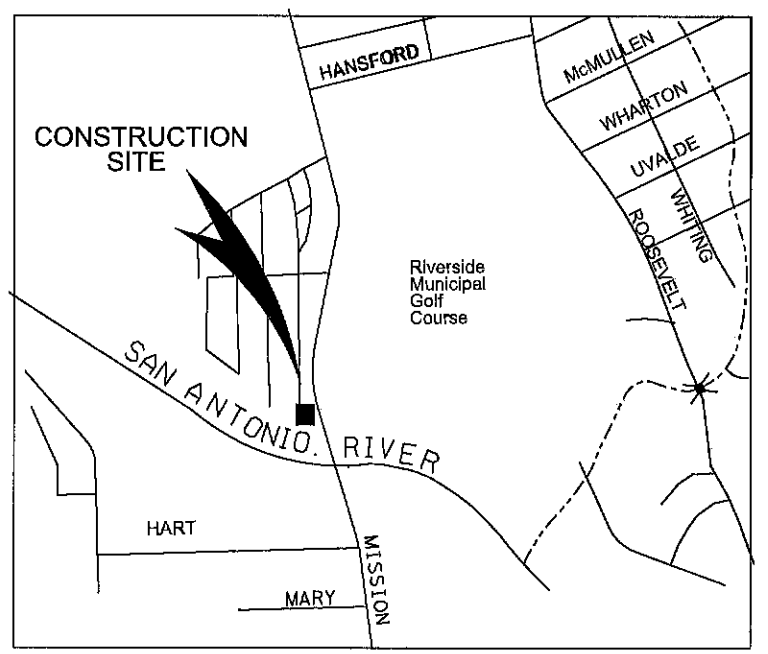 HANSFORD
McMULLEN
WHARTON
UVALDE
WHITING
ROOSEVELT
CONSTRUCTION
SITE
Riverside
Municipal
Golf
Course
SAN ANTONIO. RIVER
HART
MISSION
MARY